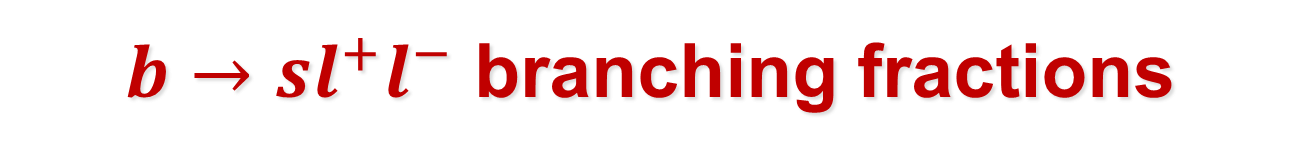 b → sl⁺l⁻ branching fractions